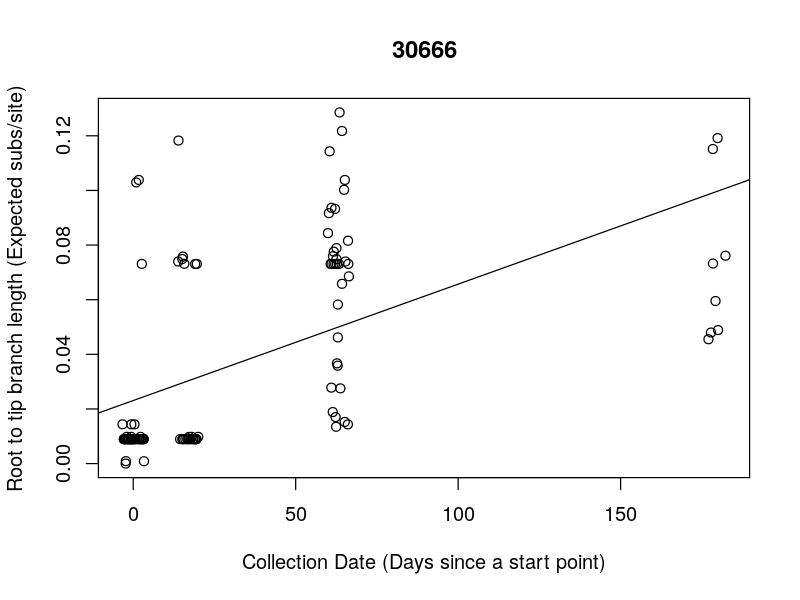 30666
Root to tip branch length (Expected subs/site)
0.12
0.08
0.04
0.00
0 50 100 150
Collection Date (Days since a start point)